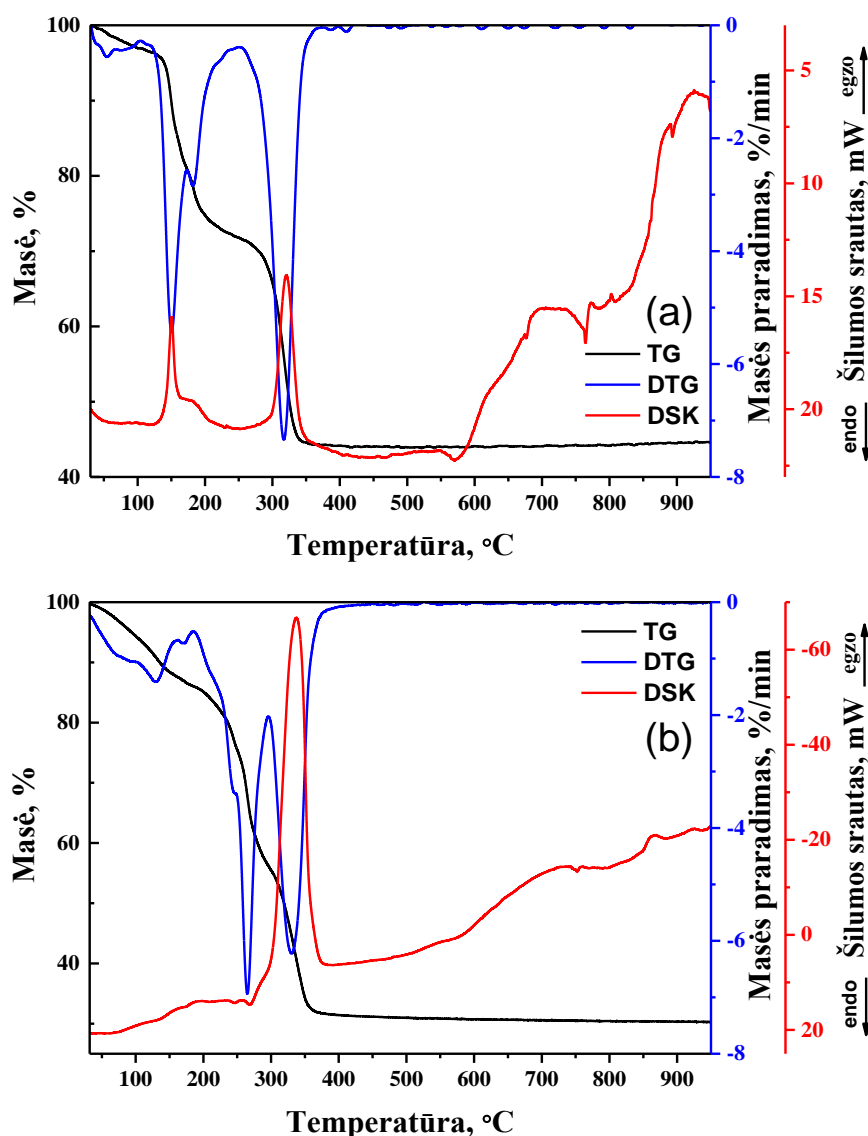 100
80
60
40
Masė, %
100 200 300 400 500 600 700 800 900
Temperatūra, °C
0
-2
-4
-6
-8
Masės praradimas, %/min
5
10
15
20
endo Šilumos srautas, mW egzo
(a)
TG
DTG
DSK
100
80
60
40
Masė, %
100 200 300 400 500 600 700 800 900
Temperatūra, °C
0
-2
-4
-6
-8
Masės praradimas, %/min
-60
-40
-20
0
20
endo Šilumos srautas, mW egzo
TG
DTG
DSK
(b)